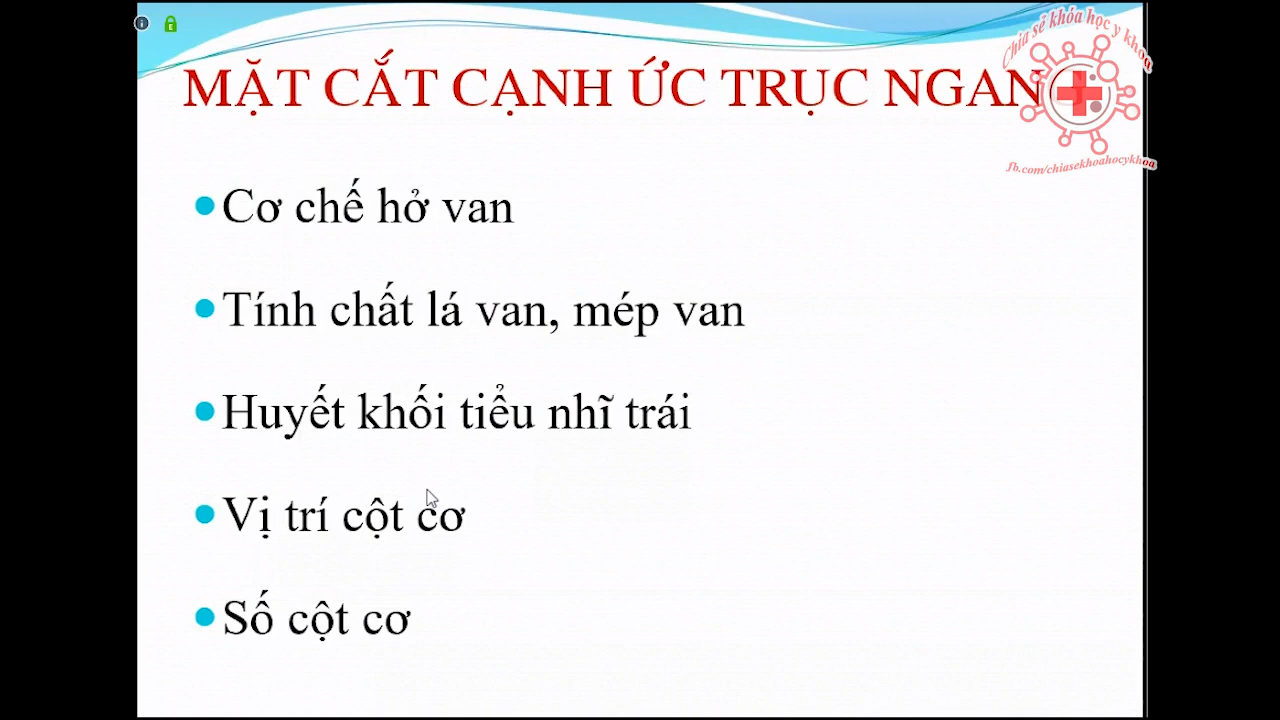 Chia sẻ khóa học y khoa
MẶT CẮT CẠNH ỨC TRỤC NGANG
fb.com/chiasekhoahocykhoa
Cơ chế hở van
Tính chất lá van, mép van
Huyết khối tiểu nhĩ trái
Vị trí cột cơ
Số cột cơ